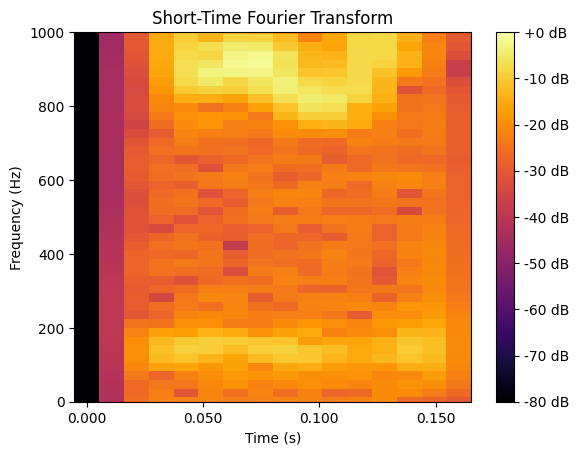 Short-Time Fourier Transform
1000
800
600
400
200
0
Frequency (Hz)
0.000
0.050
0.100
0.150
Time (s)
+0 dB
-10 dB
-20 dB
-30 dB
-40 dB
-50 dB
-60 dB
-70 dB
-80 dB